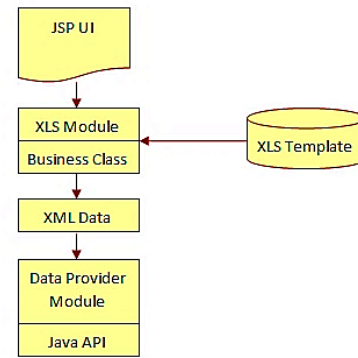 JSP UI
XLS Module
Business Class
XLS Template
XML Data
Data Provider
Module
Java API